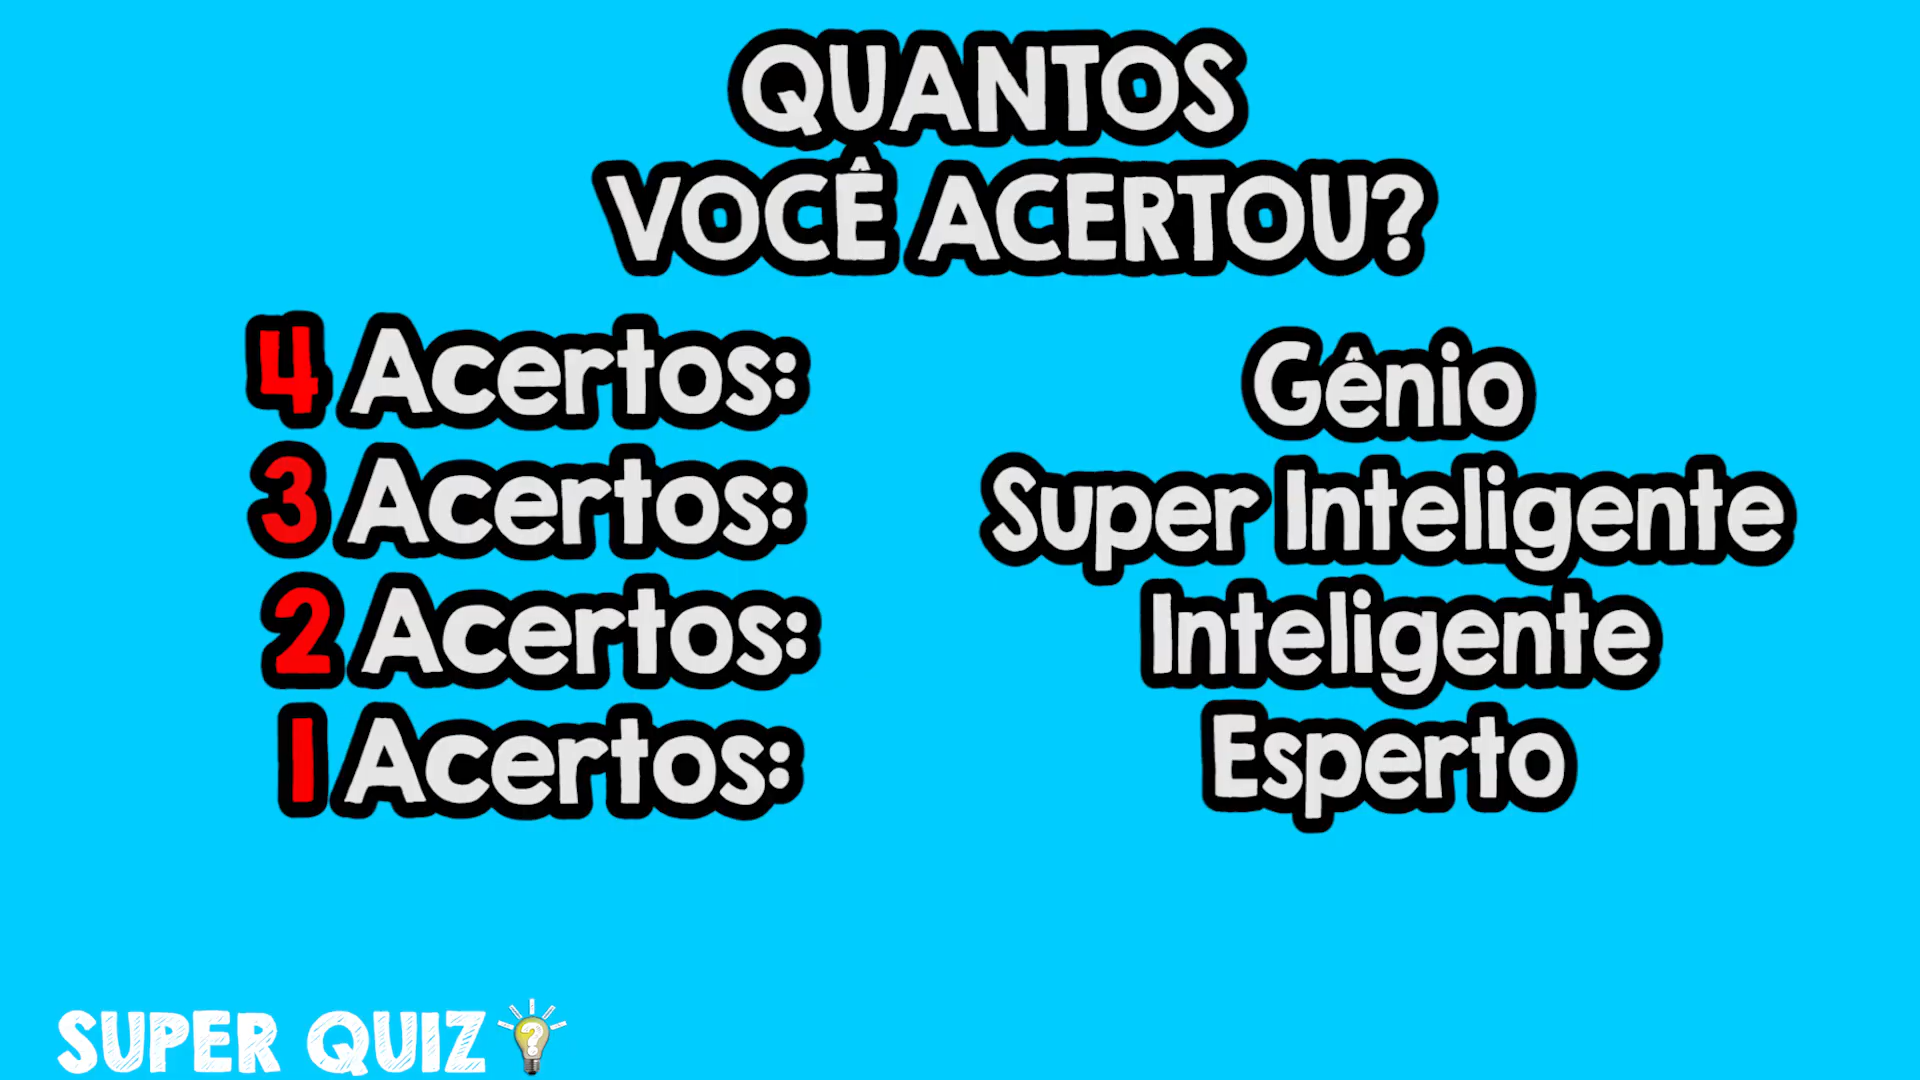 QUANTOS
VOCÊ ACERTOU?
4 Acertos: Gênio
3 Acertos: Super Inteligente
2 Acertos: Inteligente
1 Acertos: Esperto
SUPER QUIZ ?